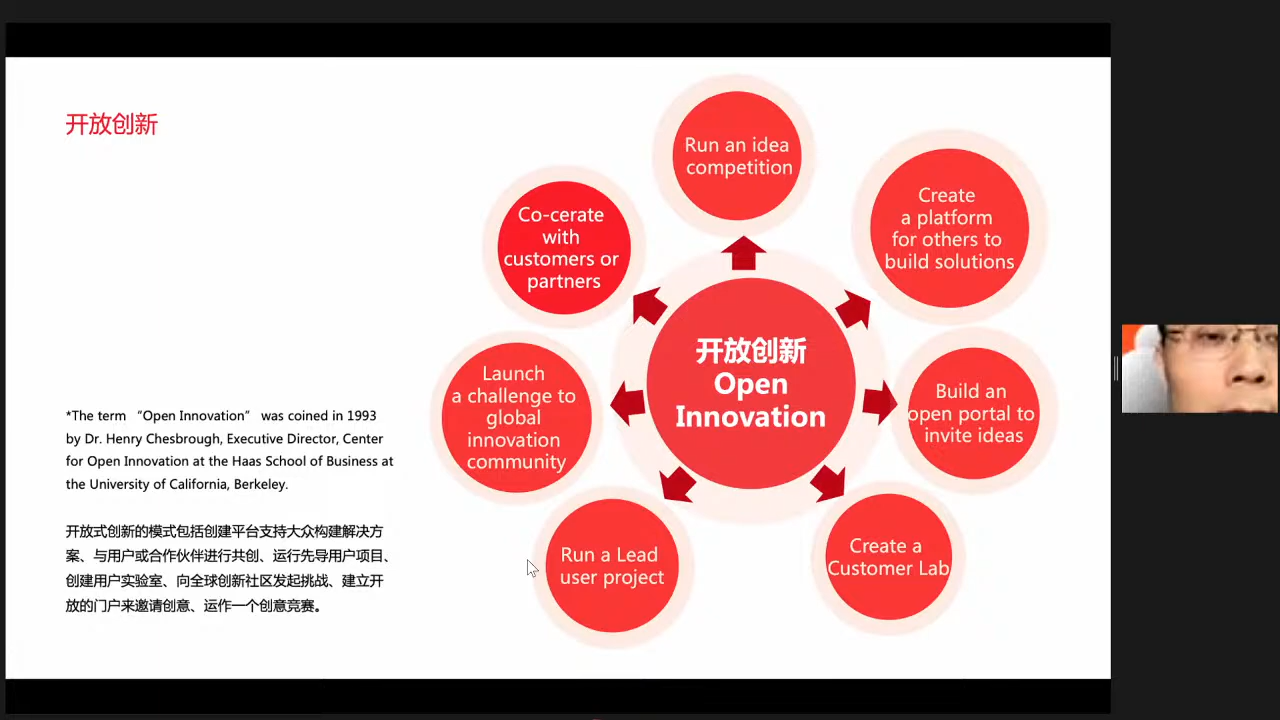 开放创新
Run an idea
competition
Create
a platform
for others to
build solutions
Co-cerate
with
customers or
partners
开放创新
Open
Innovation
Launch
a challenge to
global
innovation
community
Build an
open portal to
invite ideas
Run a Lead
user project
Create a
Customer Lab
*The term “Open Innovation” was coined in 1993
by Dr. Henry Chesbrough, Executive Director, Center
for Open Innovation at the Haas School of Business at
the University of California, Berkeley.
开放式创新的模式包括创建平台支持大众构建解决方
案、与用户或合作伙伴进行共创、运行先导用户项目、
创建用户实验室、向全球创新社区发起挑战、建立开
放的门户来邀请创意、运作一个创意竞赛。